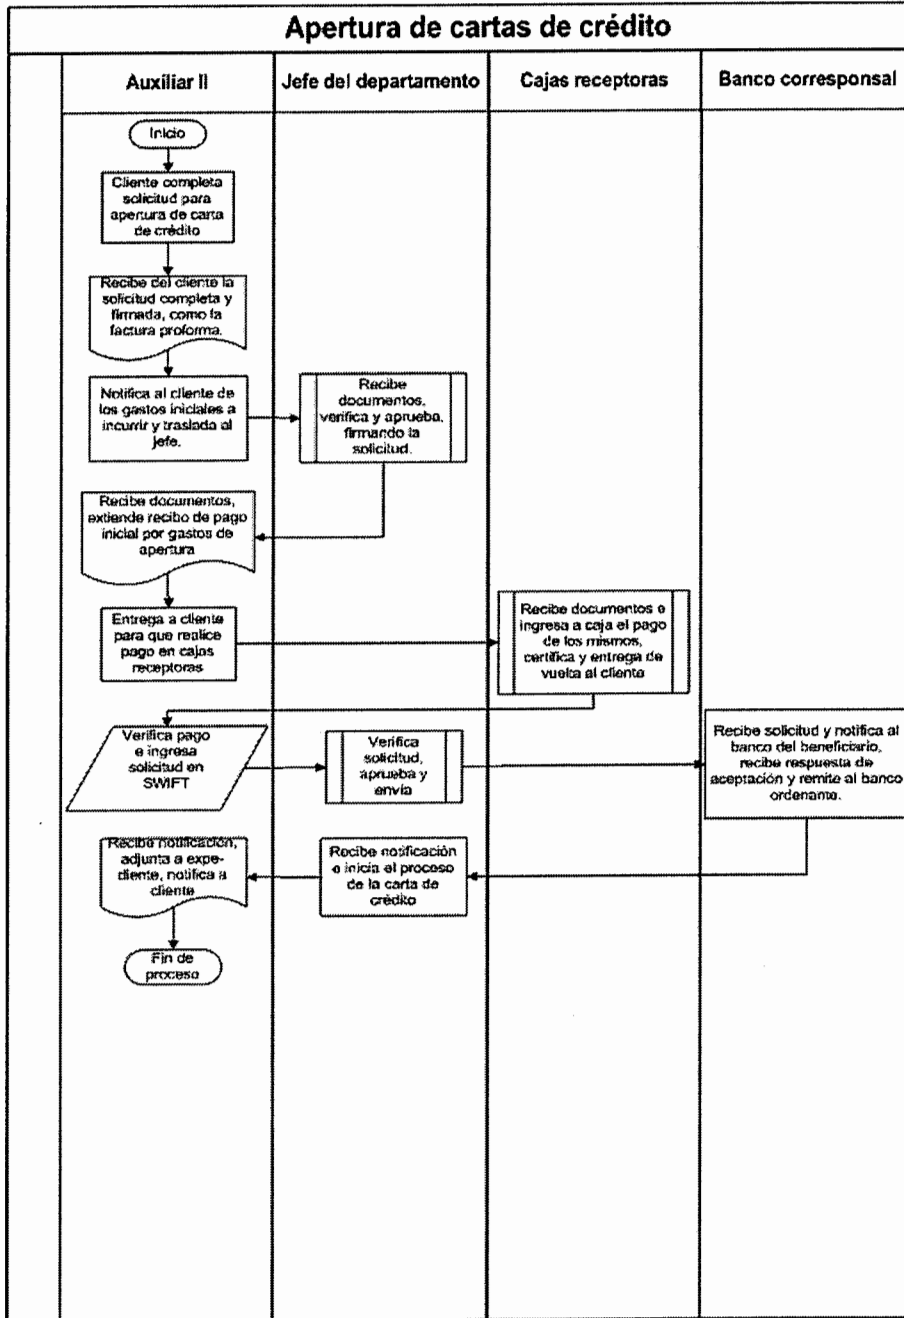 Apertura de cartas de crédito
Auxiliar II
Jefe del departamento
Cajas receptoras
Banco corresponsal
Inicio
Cliente completa
solicitud para
apertura de carta
de crédito
Recibe del cliente la
solicitud completa y
firmada, como la
factura proforma.
Notifica al cliente de
los gastos iniciales a
incurrir y traslada al
jefe.
Recibe
documentos,
verifica y aprueba,
firmando la
solicitud.
Recibe documentos,
extiende recibo de pago
inicial por gastos de
apertura
Entrega a cliente
para que realice
pago en cajas
receptoras
Recibe documentos e
ingresa a caja el pago
de los mismos,
certifica y entrega de
vuelta al cliente
Verifica pago
e ingresa
solicitud en
SWIFT
Verifica
solicitud,
aprueba y
envía
Recibe solicitud y notifica al
banco del beneficiario,
recibe respuesta de
aceptación y remite al banco
ordenante.
Recibe notificación
e inicia el proceso
de la carta de
crédito
Recibe notificación,
adjunta a expe-
diente, notifica a
cliente
Fin de
proceso